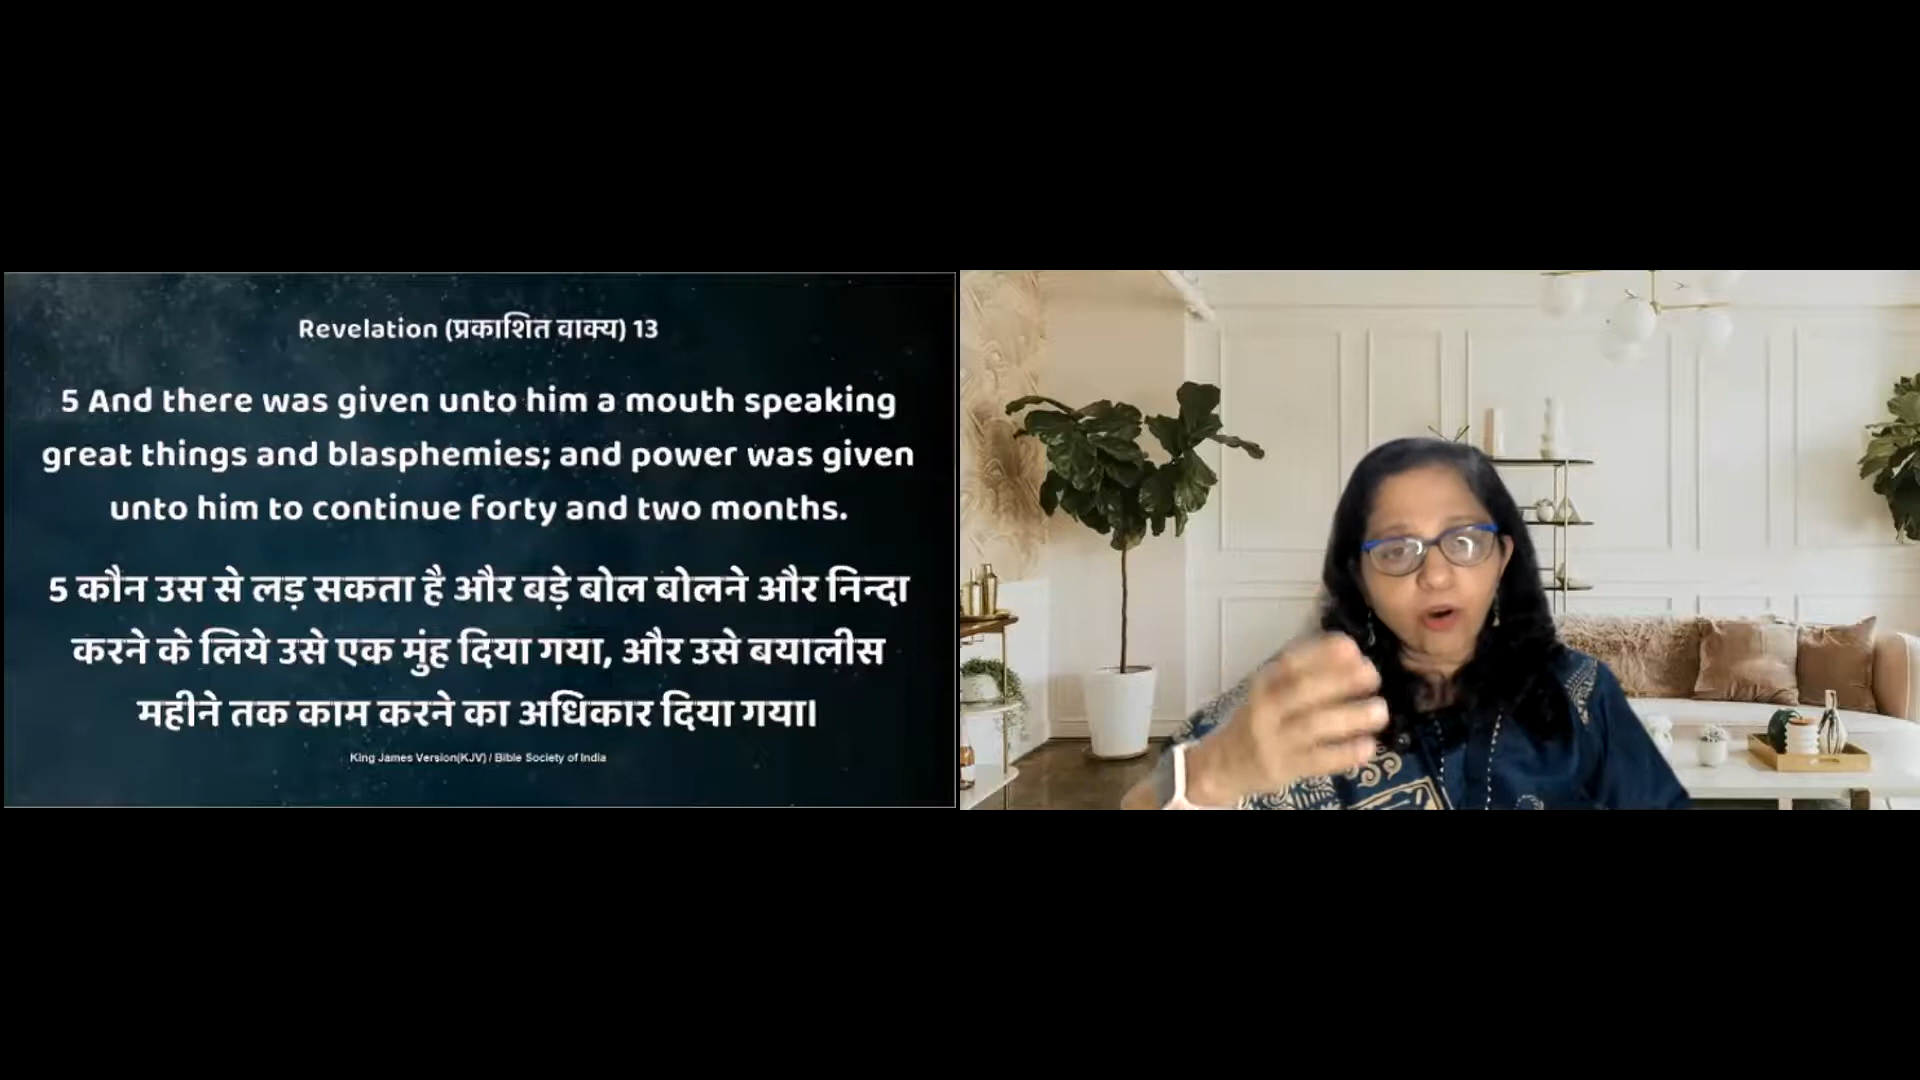 Revelation (प्रकाशित वाक्य) 13
5 And there was given unto him a mouth speaking
great things and blasphemies; and power was given
unto him to continue forty and two months.
5 कौन उस से लड़ सकता है और बड़े बोल बोलने और निन्दा
करने के लिये उसे एक मुंह दिया गया, और उसे बयालीस
महीने तक काम करने का अधिकार दिया गया।
King James Version(KJV) / Bible Society of India